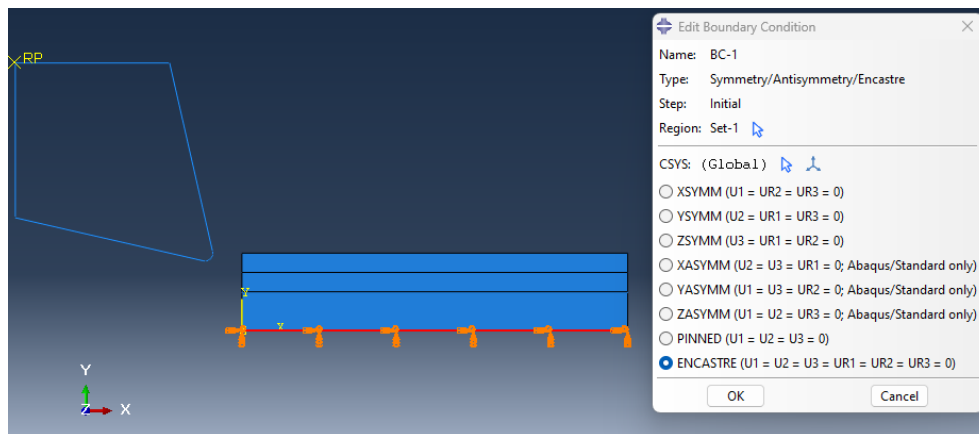 RP
Y
X
Y
Z
X
Edit Boundary Condition
Name: BC-1
Type: Symmetry/Antisymmetry/Encastre
Step: Initial
Region: Set-1
CSYS: (Global)
XSYMM (U1 = UR2 = UR3 = 0)
YSYMM (U2 = UR1 = UR3 = 0)
ZSYMM (U3 = UR1 = UR2 = 0)
XASYMM (U2 = U3 = UR1 = 0; Abaqus/Standard only)
YASYMM (U1 = U3 = UR2 = 0; Abaqus/Standard only)
ZASYMM (U1 = U2 = UR3 = 0; Abaqus/Standard only)
PINNED (U1 = U2 = U3 = 0)
ENCASTRE (U1 = U2 = U3 = UR1 = UR2 = UR3 = 0)
OK Cancel